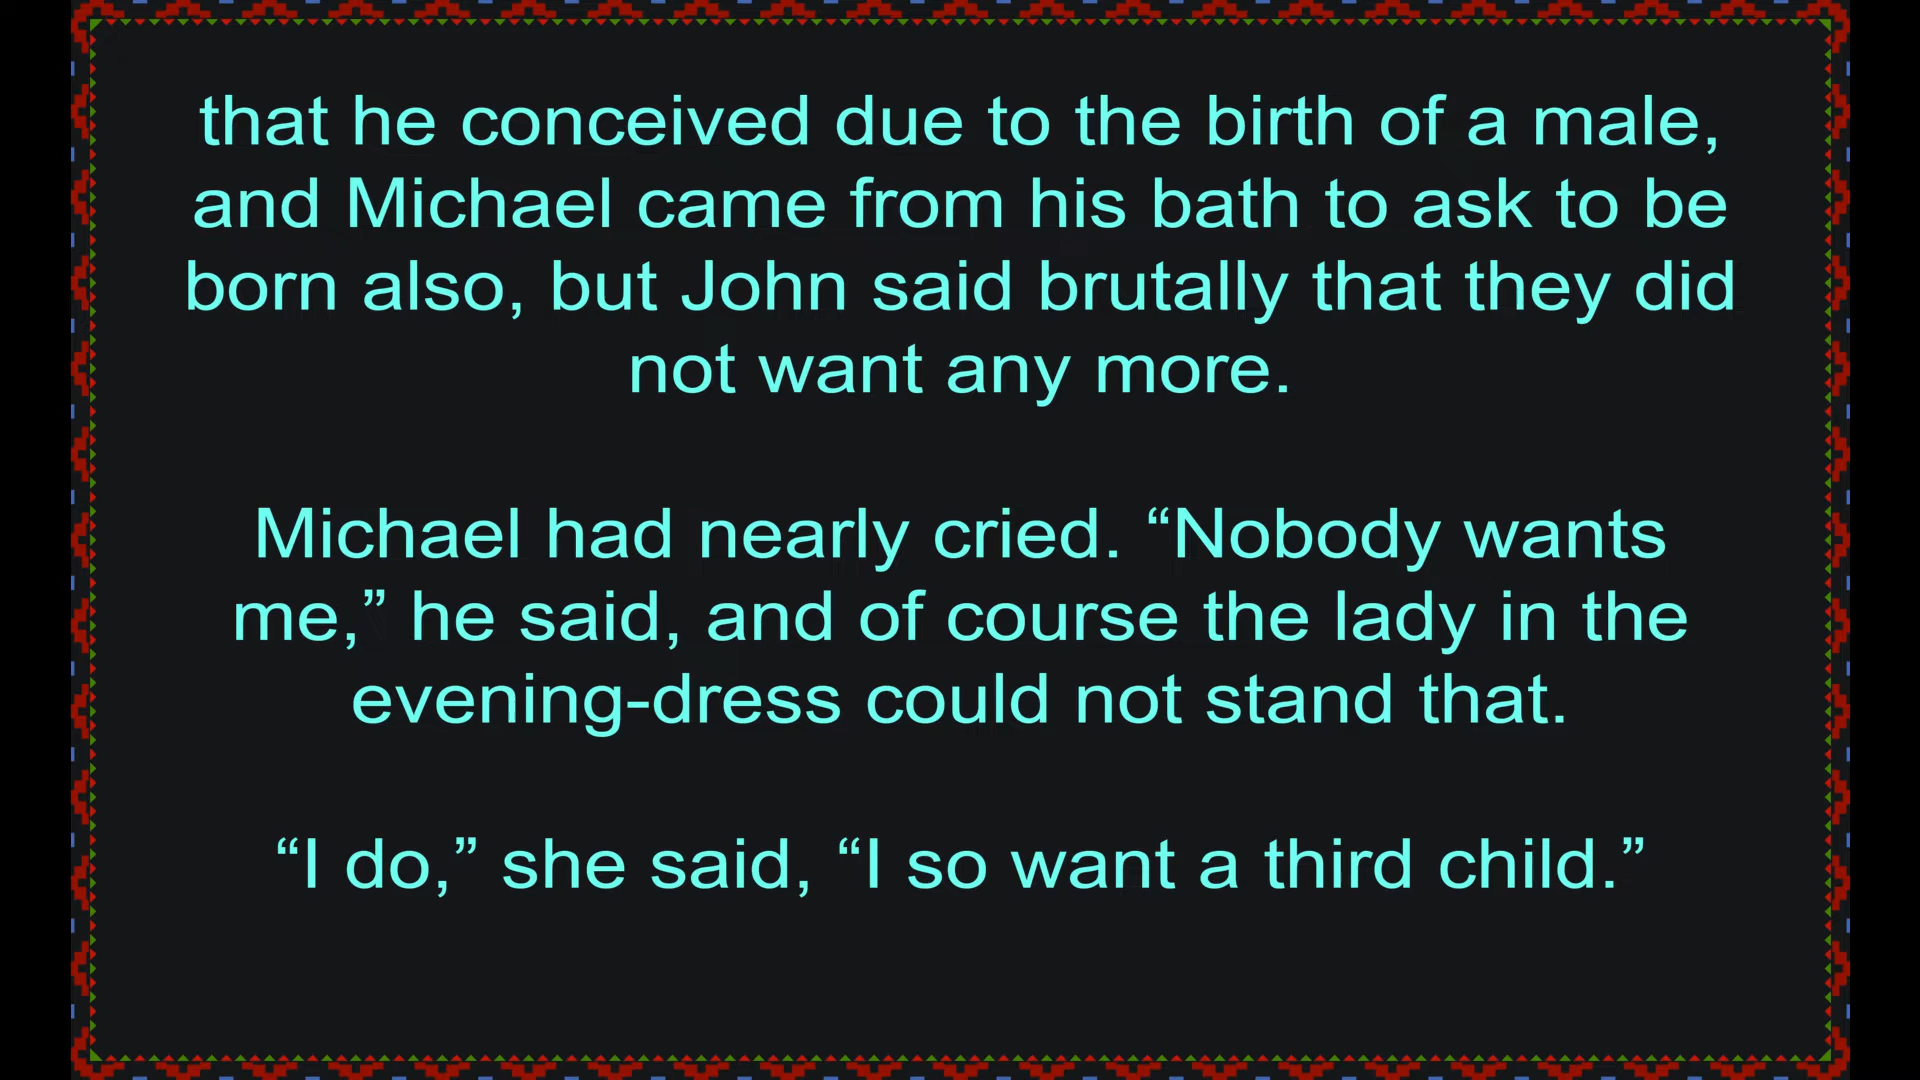 that he conceived due to the birth of a male,
and Michael came from his bath to ask to be
born also, but John said brutally that they did
not want any more.
Michael had nearly cried. “Nobody wants
me,” he said, and of course the lady in the
evening-dress could not stand that.
“I do,” she said, “I so want a third child.”